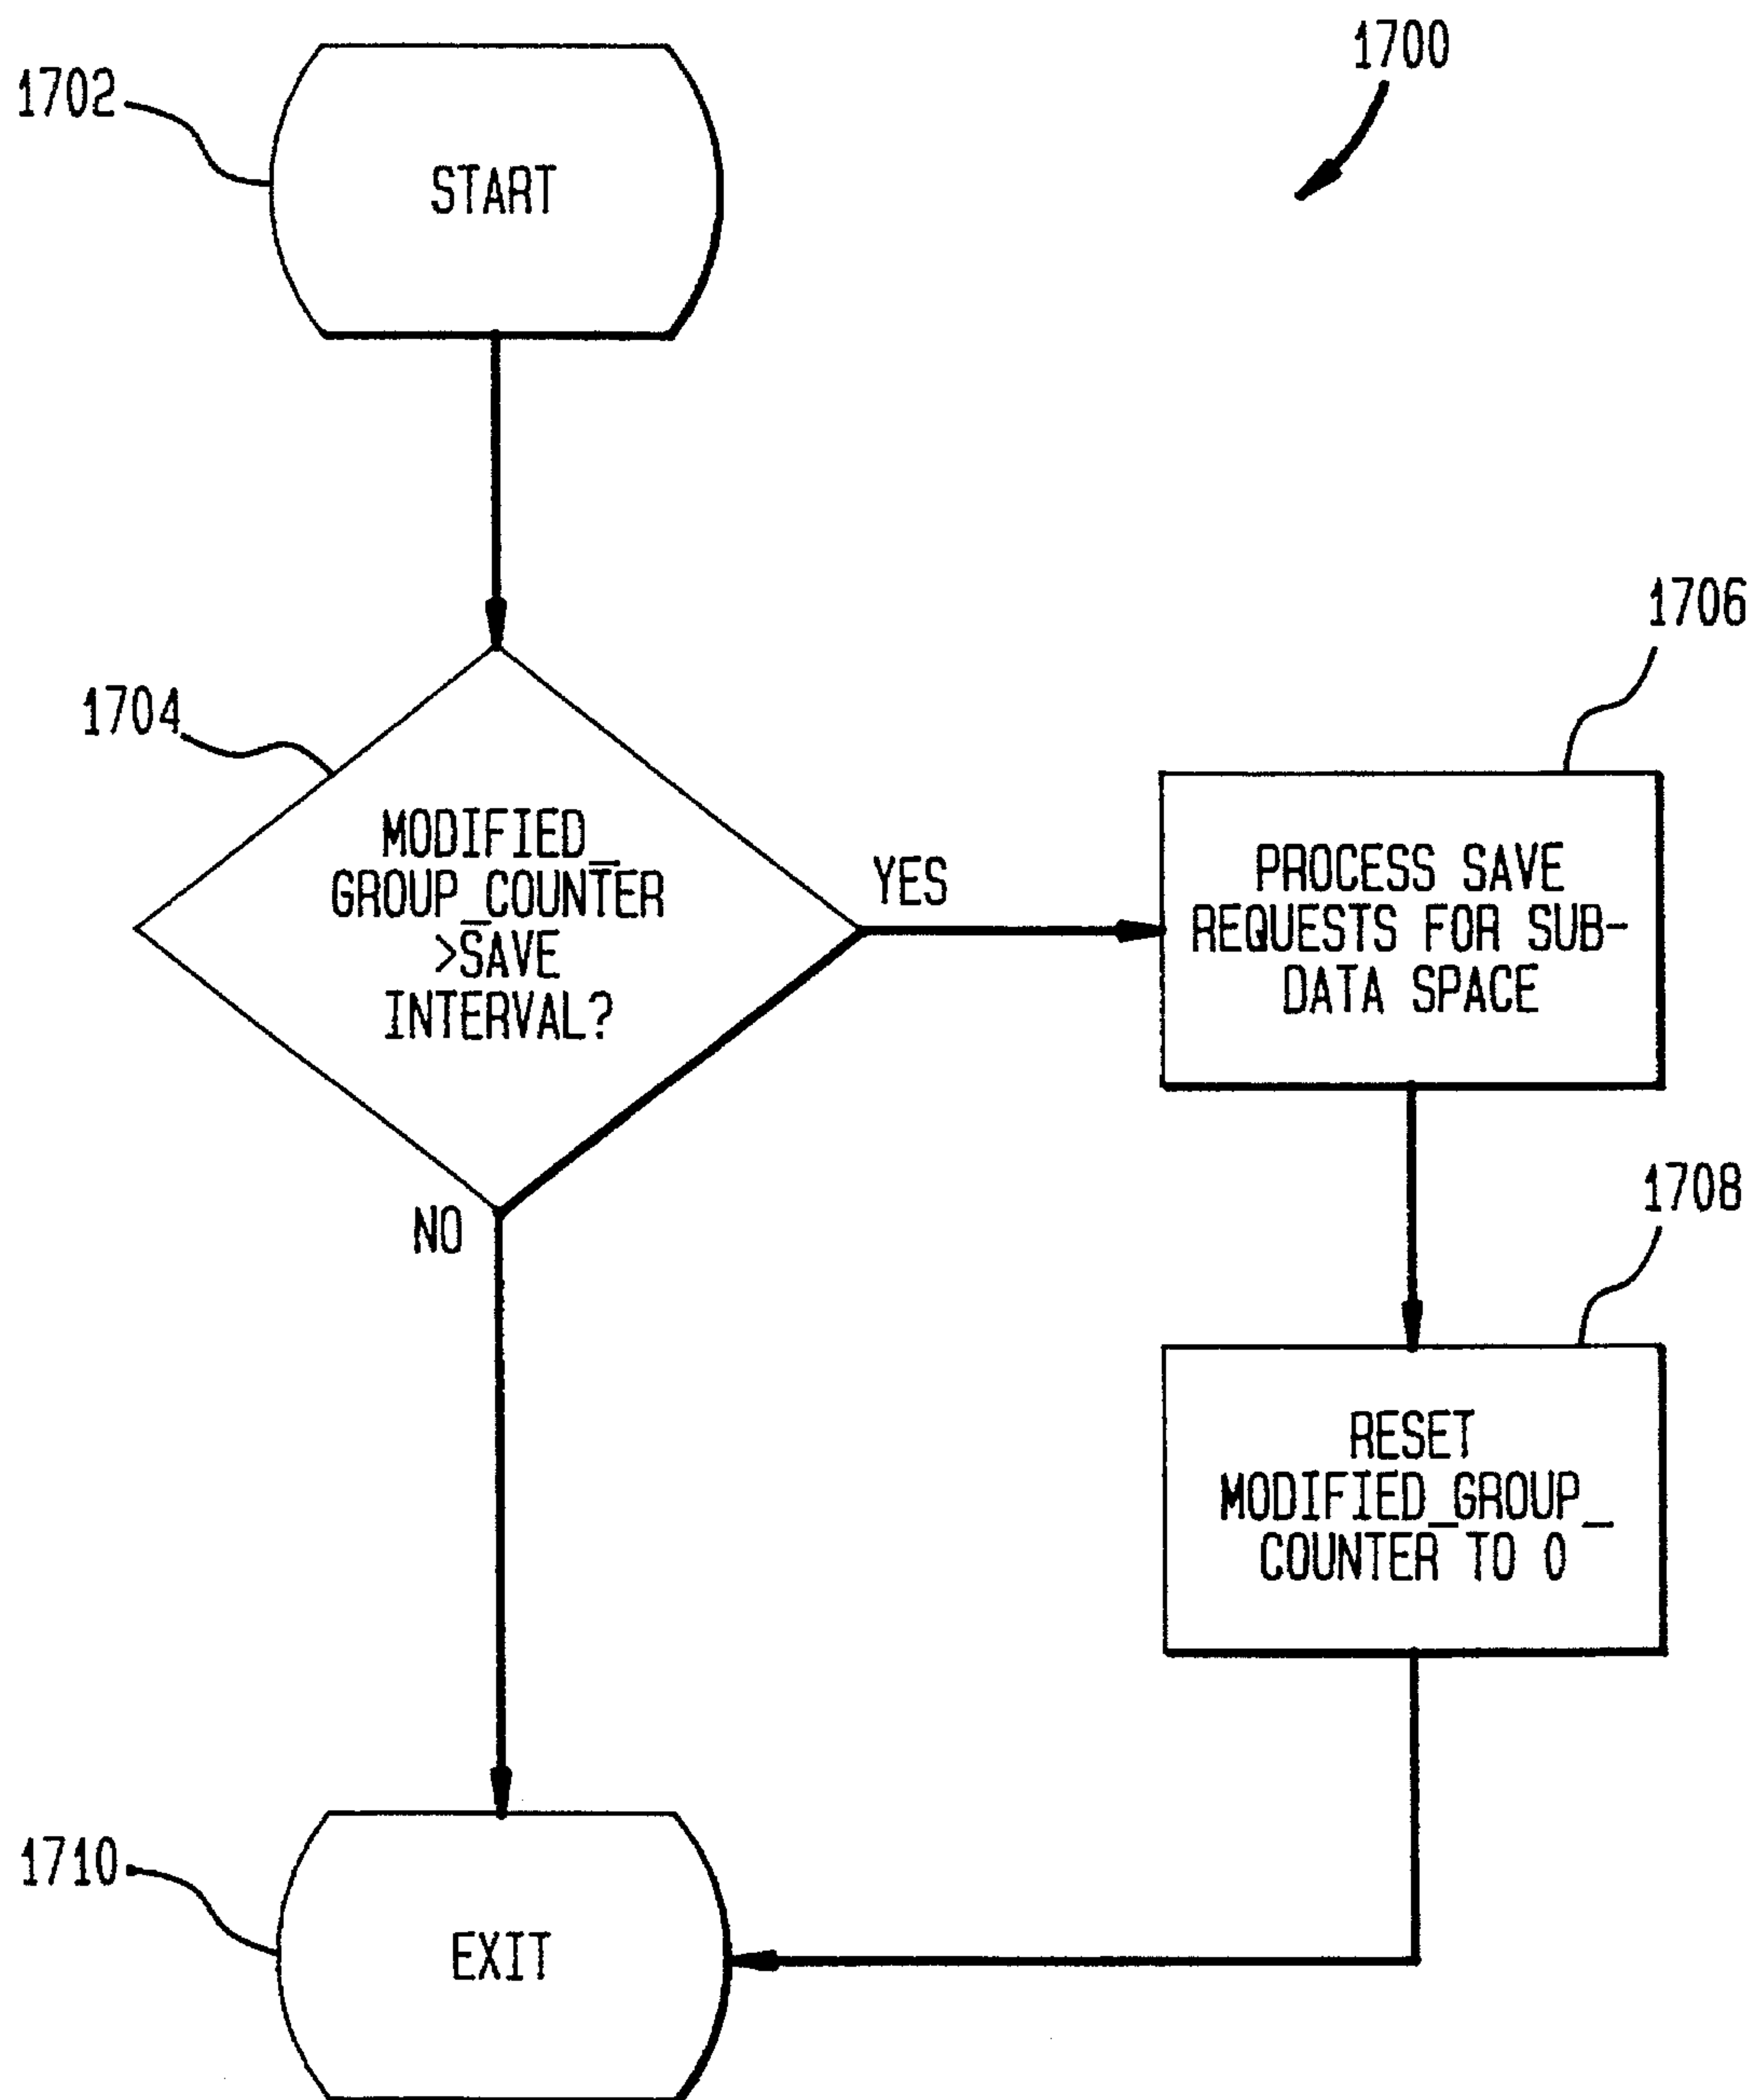 1700
1702
START
1704
MODIFIED_
GROUP_COUNTER
>SAVE
INTERVAL?
YES
NO
1706
PROCESS SAVE
REQUESTS FOR SUB-
DATA SPACE
1708
RESET
MODIFIED_GROUP_
COUNTER TO 0
1710
EXIT